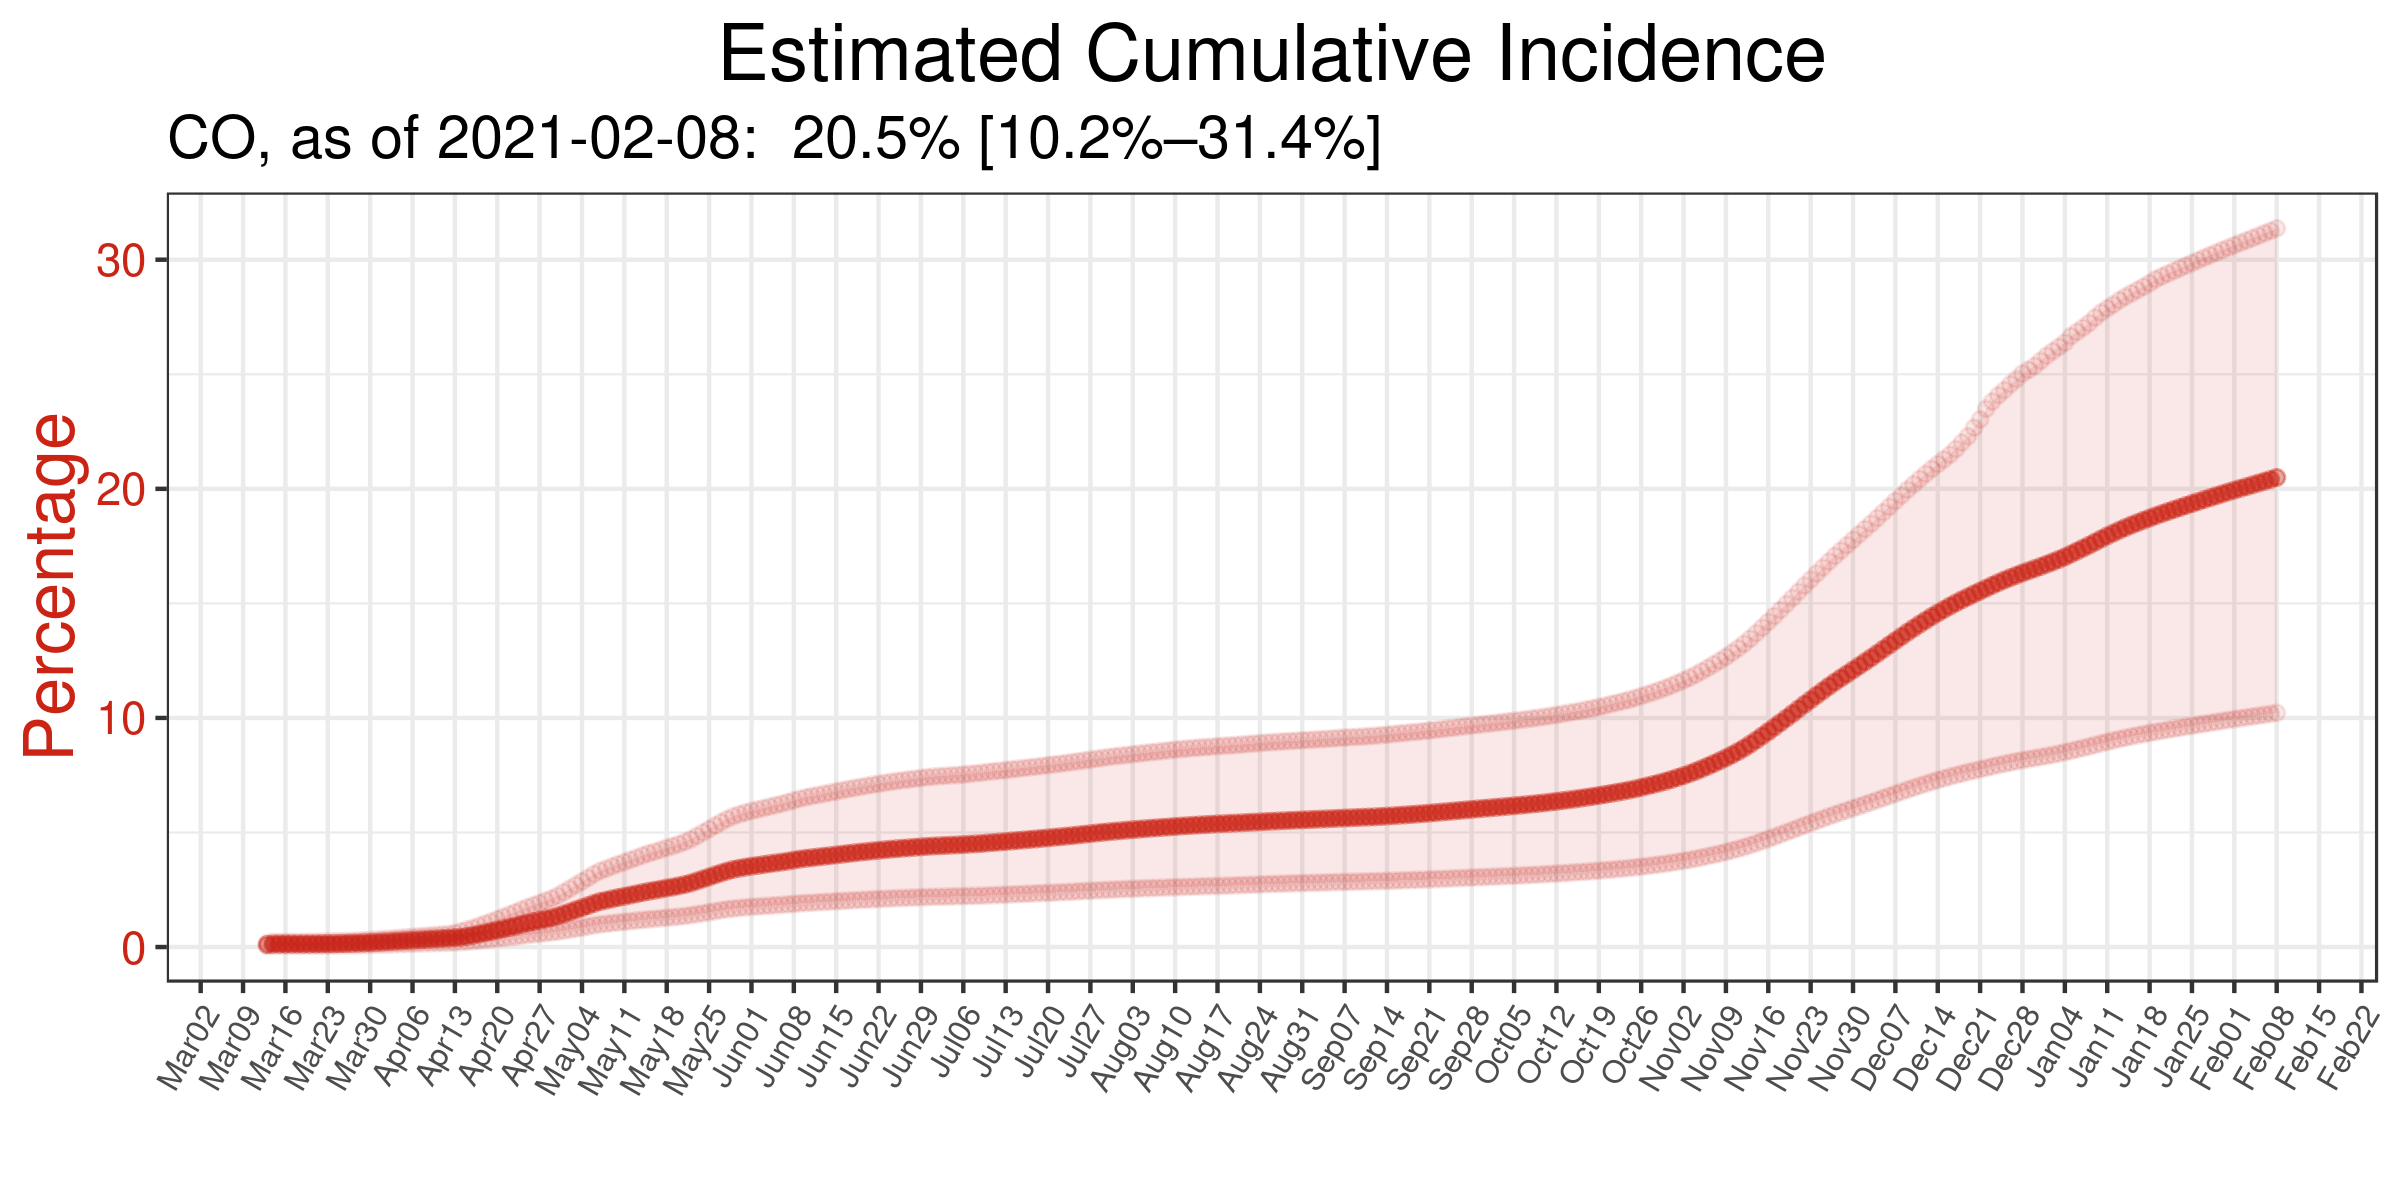 Estimated Cumulative Incidence
CO, as of 2021-02-08:  20.5% [10.2%–31.4%]
Percentage
30
20
10
0
Mar02 Mar09 Mar16 Mar23 Mar30 Apr06 Apr13 Apr20 Apr27 May04 May11 May18 May25 Jun01 Jun08 Jun15 Jun22 Jun29 Jul06 Jul13 Jul20 Jul27 Aug03 Aug10 Aug17 Aug24 Aug31 Sep07 Sep14 Sep21 Sep28 Oct05 Oct12 Oct19 Oct26 Nov02 Nov09 Nov16 Nov23 Nov30 Dec07 Dec14 Dec21 Dec28 Jan04 Jan11 Jan18 Jan25 Feb01 Feb08 Feb15 Feb22